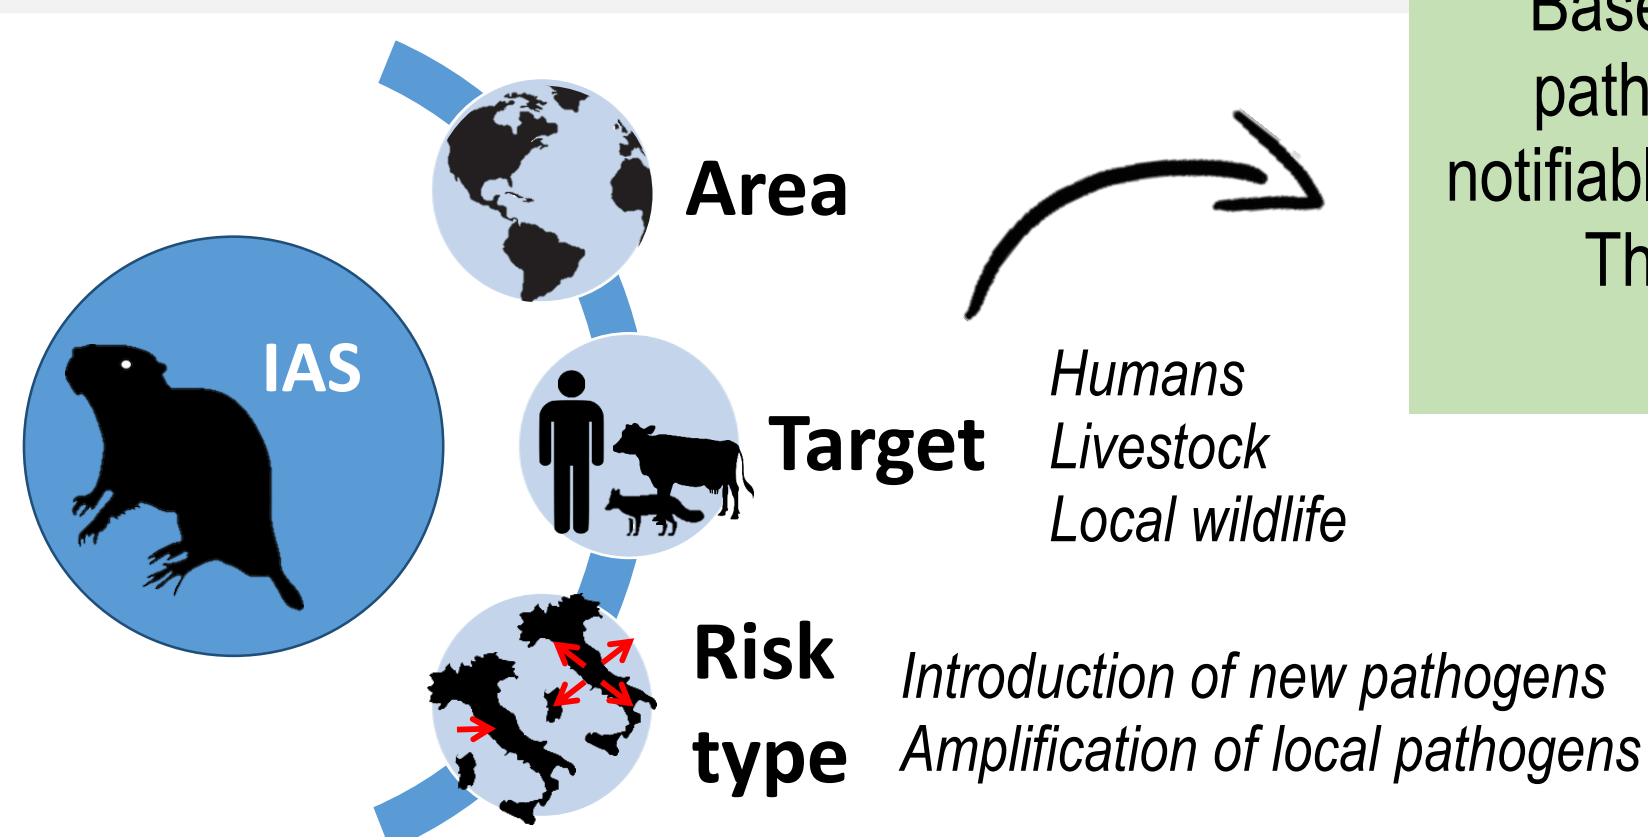 Area
IAS
Target
Humans
Livestock
Local wildlife
Risk
type
Introduction of new pathogens
Amplification of local pathogens